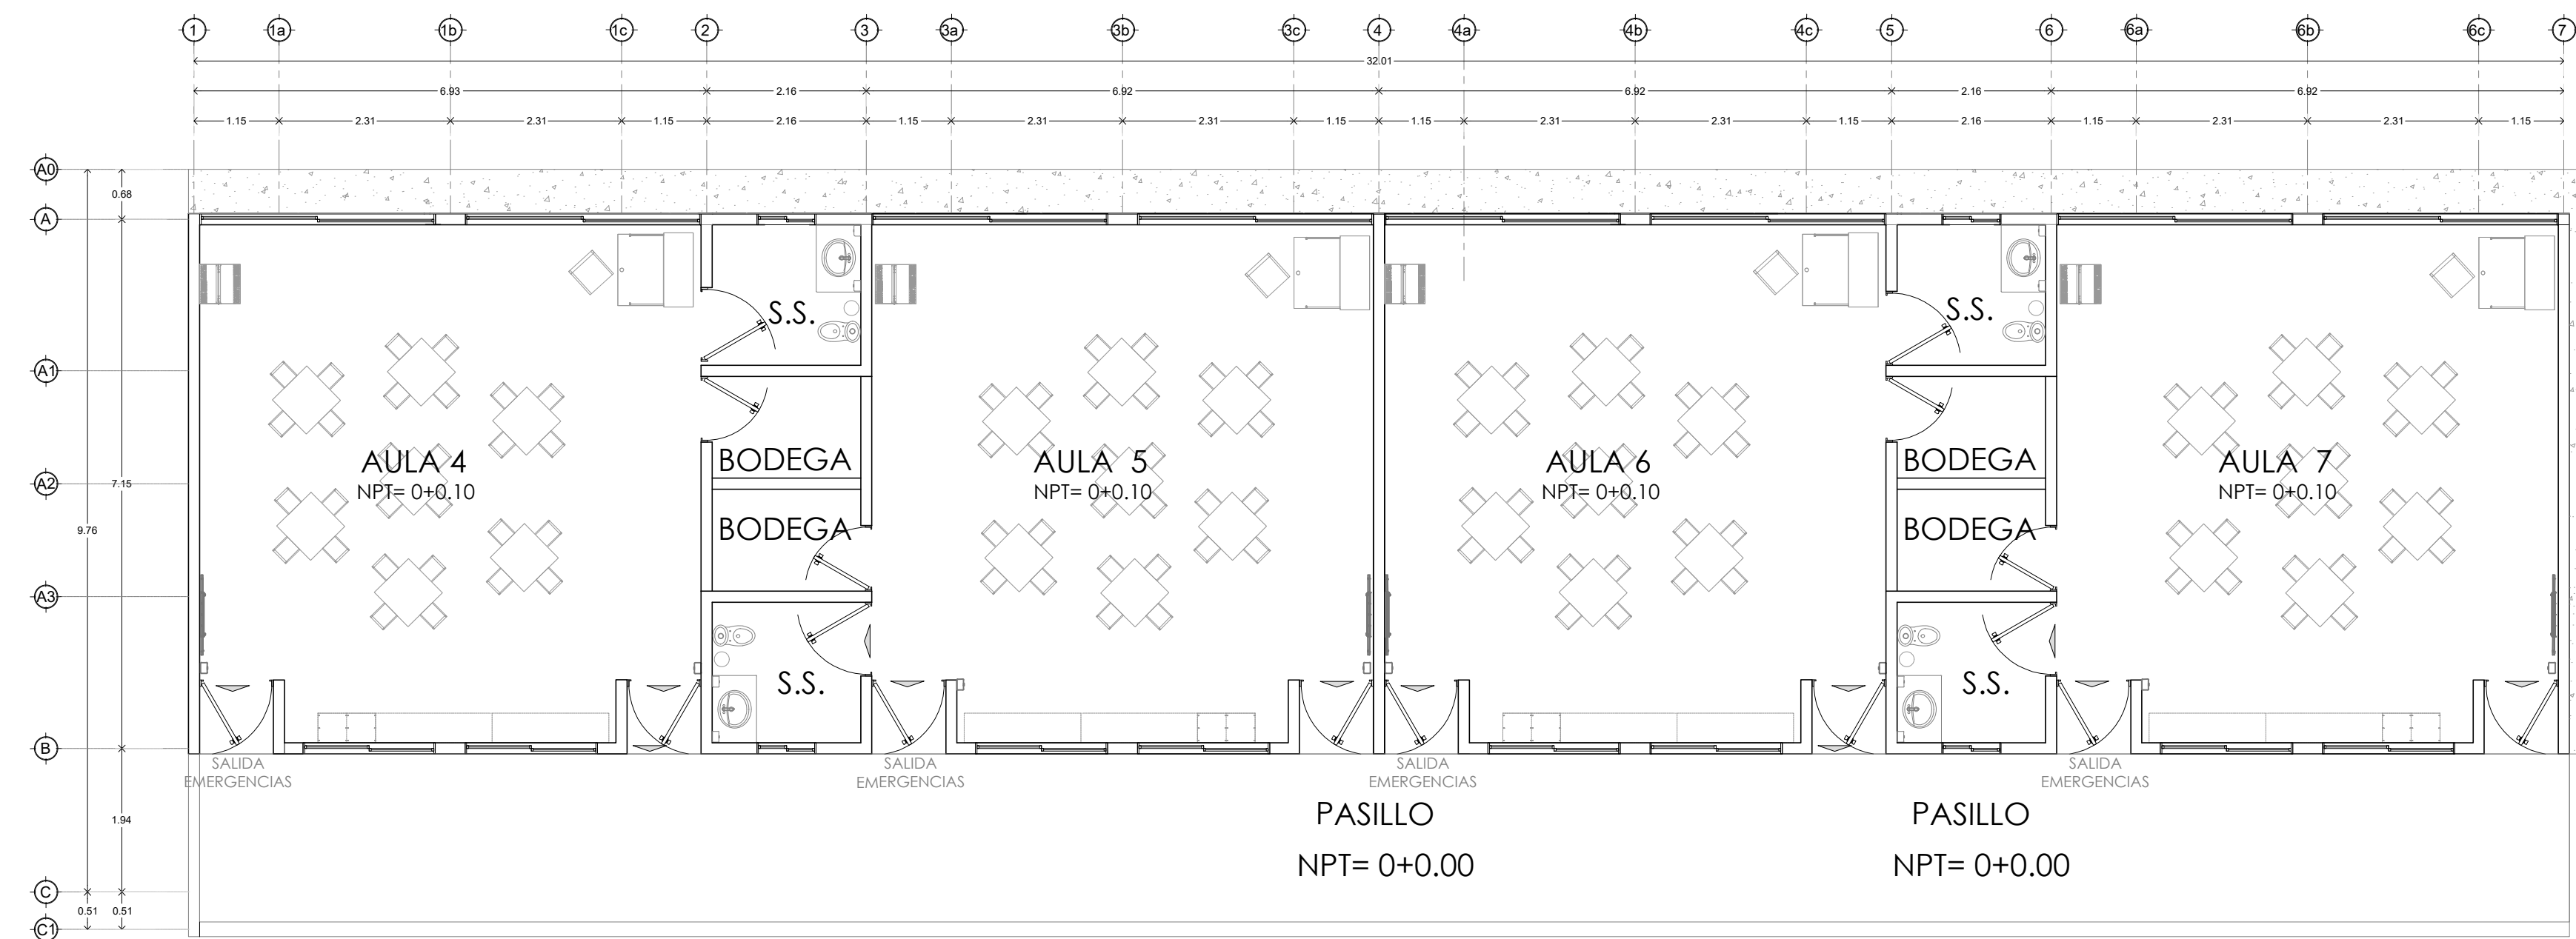 1 1a 1b 1c 2 3 3a 3b 3c 4 4a 4b 4c 5 6 6a 6b 6c 7
32.01
6.93 2.16 6.92 6.92 2.16 6.92
1.15 2.31 2.31 1.15 2.16 1.15 2.31 2.31 1.15 1.15 2.31 2.31 1.15 2.16 1.15 2.31 2.31 1.15
A0
0.68
A
S.S. S.S.
A1
AULA 4 BODEGA AULA 5 AULA 6 BODEGA AULA 7
A2 7.15
NPT= 0+0.10 NPT= 0+0.10 NPT= 0+0.10 NPT= 0+0.10
9.76 BODEGA BODEGA
A3
S.S. S.S.
B
SALIDA SALIDA SALIDA SALIDA
EMERGENCIAS EMERGENCIAS EMERGENCIAS EMERGENCIAS
1.94 PASILLO PASILLO
NPT= 0+0.00 NPT= 0+0.00
C
0.51 0.51
C1